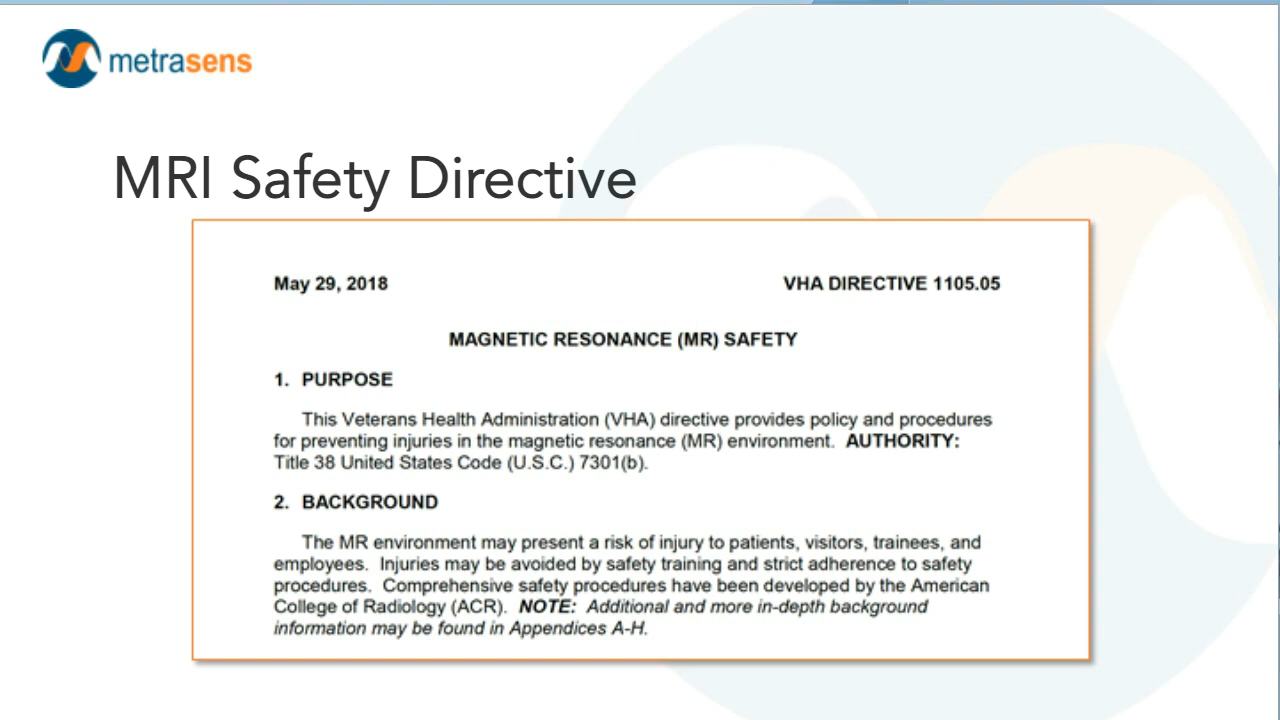 metrasens
MRI Safety Directive
May 29, 2018 VHA DIRECTIVE 1105.05
MAGNETIC RESONANCE (MR) SAFETY
1. PURPOSE
This Veterans Health Administration (VHA) directive provides policy and procedures
for preventing injuries in the magnetic resonance (MR) environment. AUTHORITY:
Title 38 United States Code (U.S.C.) 7301(b).
2. BACKGROUND
The MR environment may present a risk of injury to patients, visitors, trainees, and
employees. Injuries may be avoided by safety training and strict adherence to safety
procedures. Comprehensive safety procedures have been developed by the American
College of Radiology (ACR). NOTE: Additional and more in-depth background
information may be found in Appendices A-H.